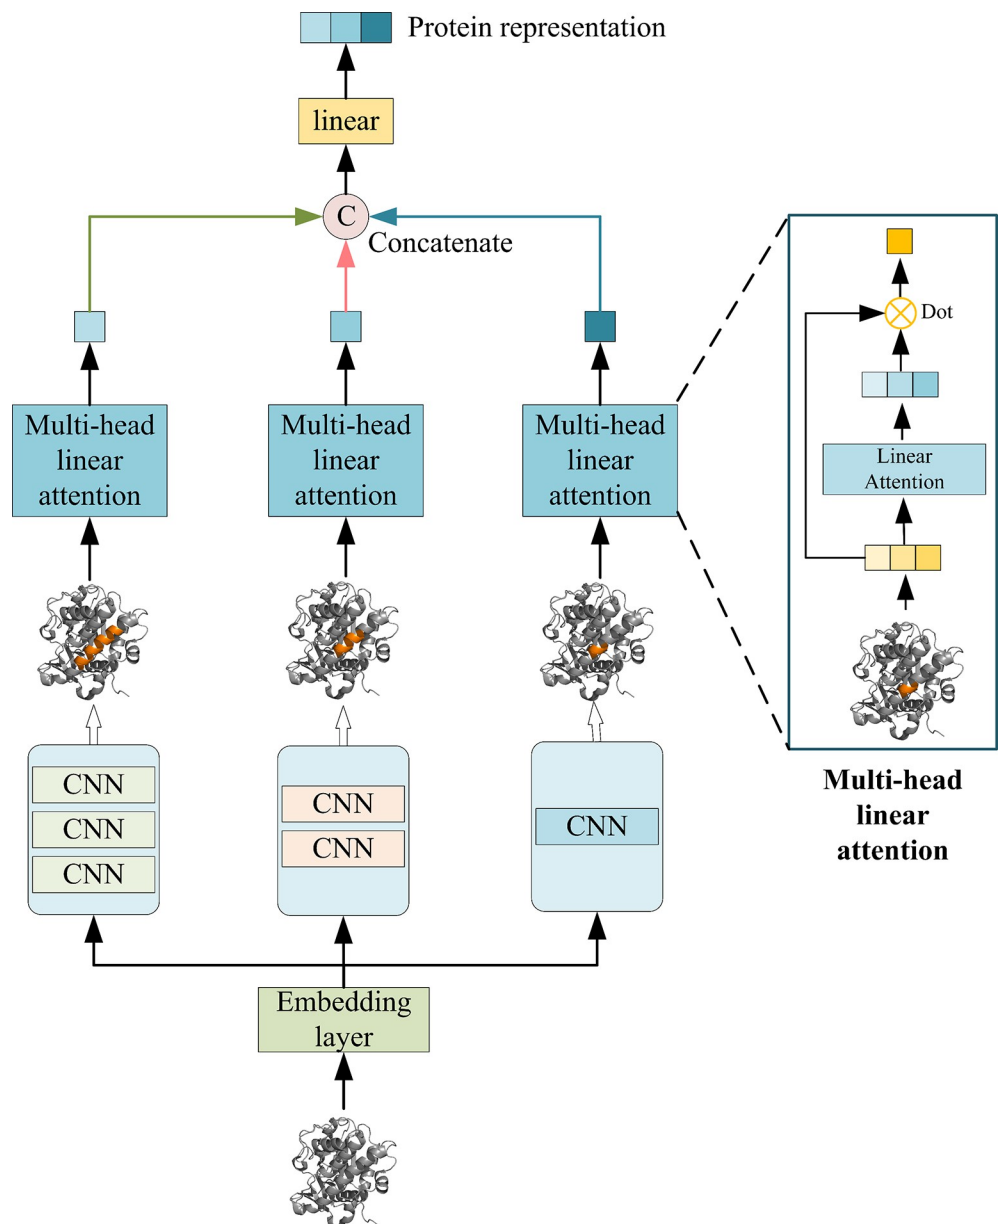 Protein representation
linear
C
Concatenate
Multi-head
linear
attention
Multi-head
linear
attention
Multi-head
linear
attention
CNN
CNN
CNN
CNN
CNN
CNN
Embedding
layer
Dot
Linear
Attention
Multi-head
linear
attention